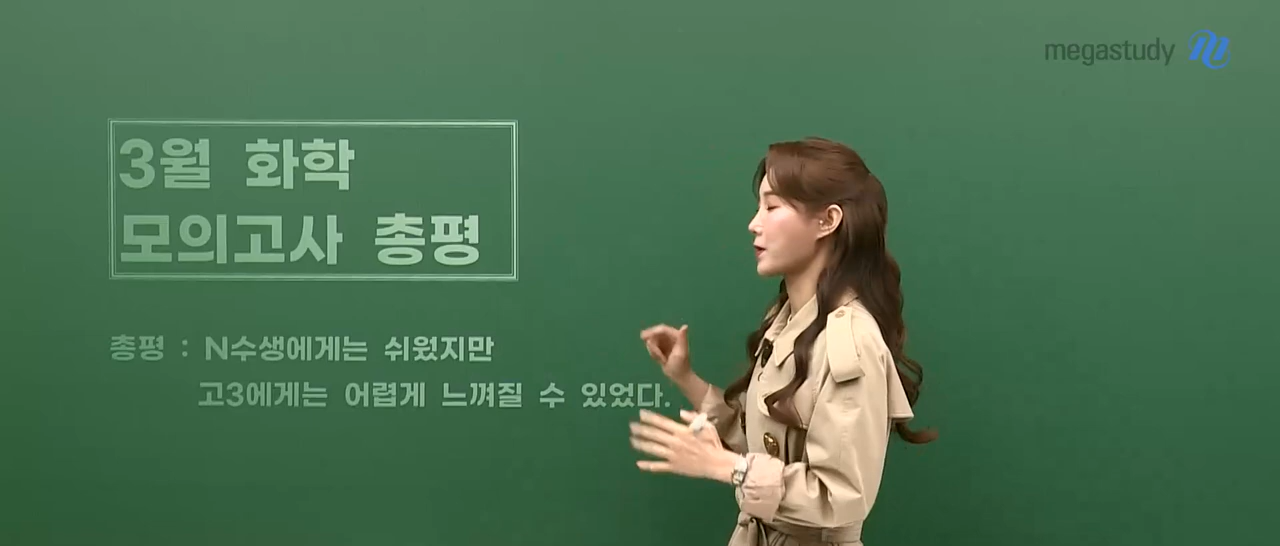 megastudy
3월 화학
모의고사 총평
총평 : N수생에게는 쉬웠지만
고3에게는 어렵게 느껴질 수 있었다.